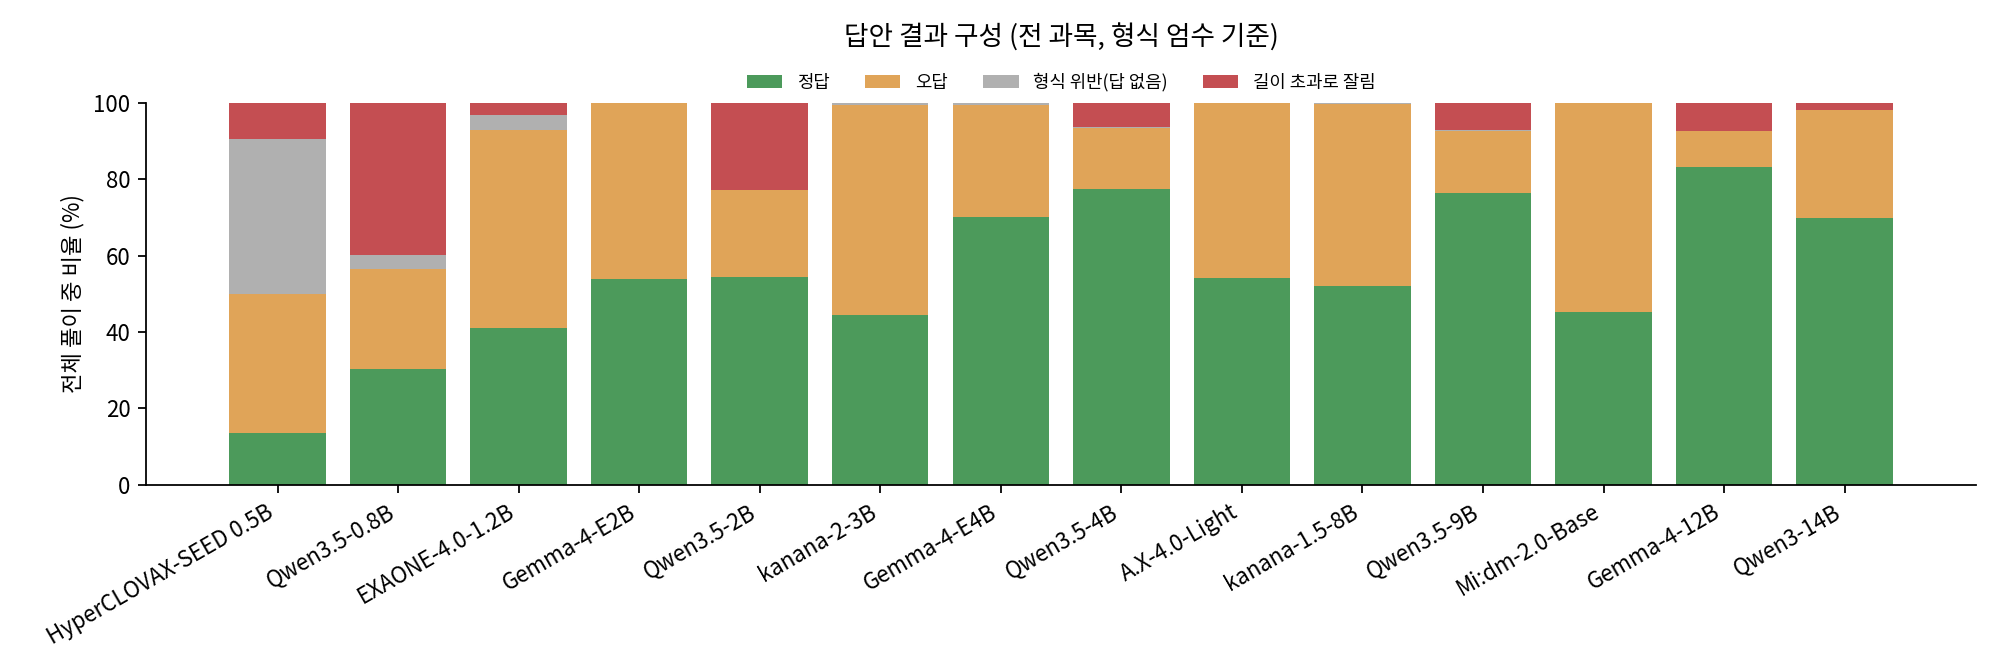 답안 결과 구성 (전 과목, 형식 엄수 기준)
정답 오답 형식 위반(답 없음) 길이 초과로 잘림
전체 풀이 중 비율 (%)
100
80
60
40
20
0
HyperCLOVAX-SEED 0.5B
Qwen3.5-0.8B
EXAONE-4.0-1.2B
Gemma-4-E2B
Qwen3.5-2B
kanana-2-3B
Gemma-4-E4B
Qwen3.5-4B
A.X-4.0-Light
kanana-1.5-8B
Qwen3.5-9B
Mi:dm-2.0-Base
Gemma-4-12B
Qwen3-14B